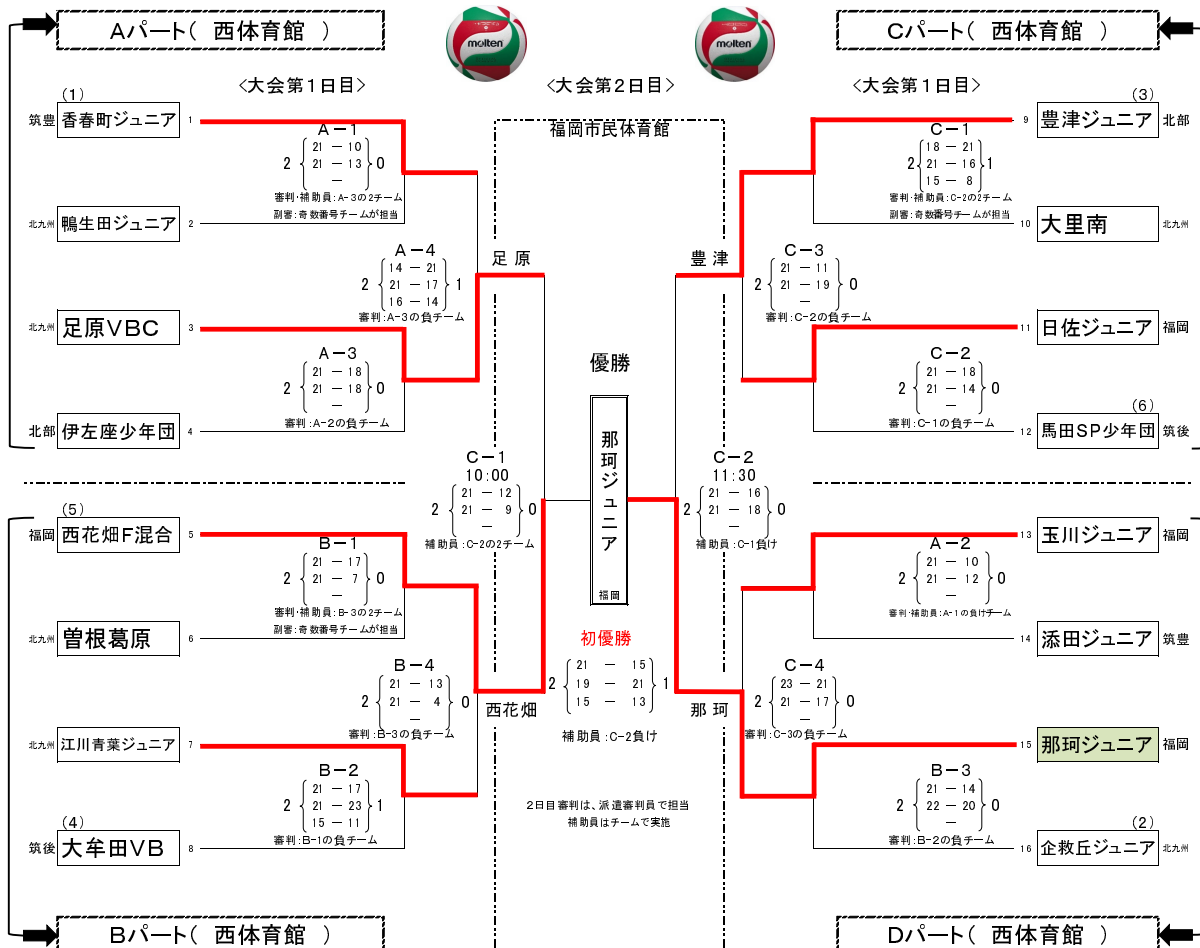 Aパート( 西体育館 )
molten
molten
Cパート( 西体育館 )
<大会第1日目>
<大会第2日目>
<大会第1日目>
福岡市民体育館
(1)
筑豊 香春町ジュニア 1
A-1
2 21 - 10 0
21 - 13
-
審判・補助員:A-3の2チーム
副審:奇数番号チームが担当
北九州 鴨生田ジュニア 2
A-4
14 - 21
2 21 - 17 1
16 - 14
審判:A-3の負チーム
足原
北九州 足原VBC 3
A-3
21 - 18
2 21 - 18 0
-
審判:A-2の負チーム
北部 伊左座少年団 4
C-1
10:00
21 - 12
2 21 - 9 0
-
補助員:C-2の2チーム
(5)
福岡 西花畑F混合 5
B-1
21 - 17
2 21 - 7 0
-
審判・補助員:B-3の2チーム
副審:奇数番号チームが担当
北九州 曽根葛原 6
B-4
21 - 13
2 21 - 4 0
-
審判:B-3の負チーム
西花畑
北九州 江川青葉ジュニア 7
B-2
21 - 17
2 21 - 23 1
15 - 11
審判:B-1の負チーム
(4)
筑後 大牟田VB 8
Bパート( 西体育館 )
優勝
那珂ジュニア
福岡
初優勝
21 - 15
2 19 - 21 1
15 - 13
補助員:C-2負け
2日目審判は、派遣審判員で担当
補助員はチームで実施
(3)
9 豊津ジュニア 北部
C-1
18 - 21
2 21 - 16 1
15 - 8
審判・補助員:C-2の2チーム
副審:奇数番号チームが担当
10 大里南 北九州
豊津
C-3
21 - 11
2 21 - 19 0
-
審判:C-2の負チーム
11 日佐ジュニア 福岡
C-2
21 - 18
2 21 - 14 0
-
審判:C-1の負チーム
(6)
12 馬田SP少年団 筑後
C-2
11:30
21 - 16
2 21 - 18 0
-
補助員:C-1負け
13 玉川ジュニア 福岡
A-2
21 - 10
2 21 - 12 0
-
審判・補助員:A-1の負けチーム
14 添田ジュニア 筑豊
那珂
C-4
23 - 21
2 21 - 17 0
-
審判:C-3の負チーム
15 那珂ジュニア 福岡
B-3
21 - 14
2 22 - 20 0
-
審判:B-2の負チーム
(2)
16 企救丘ジュニア 北九州
Dパート( 西体育館 )